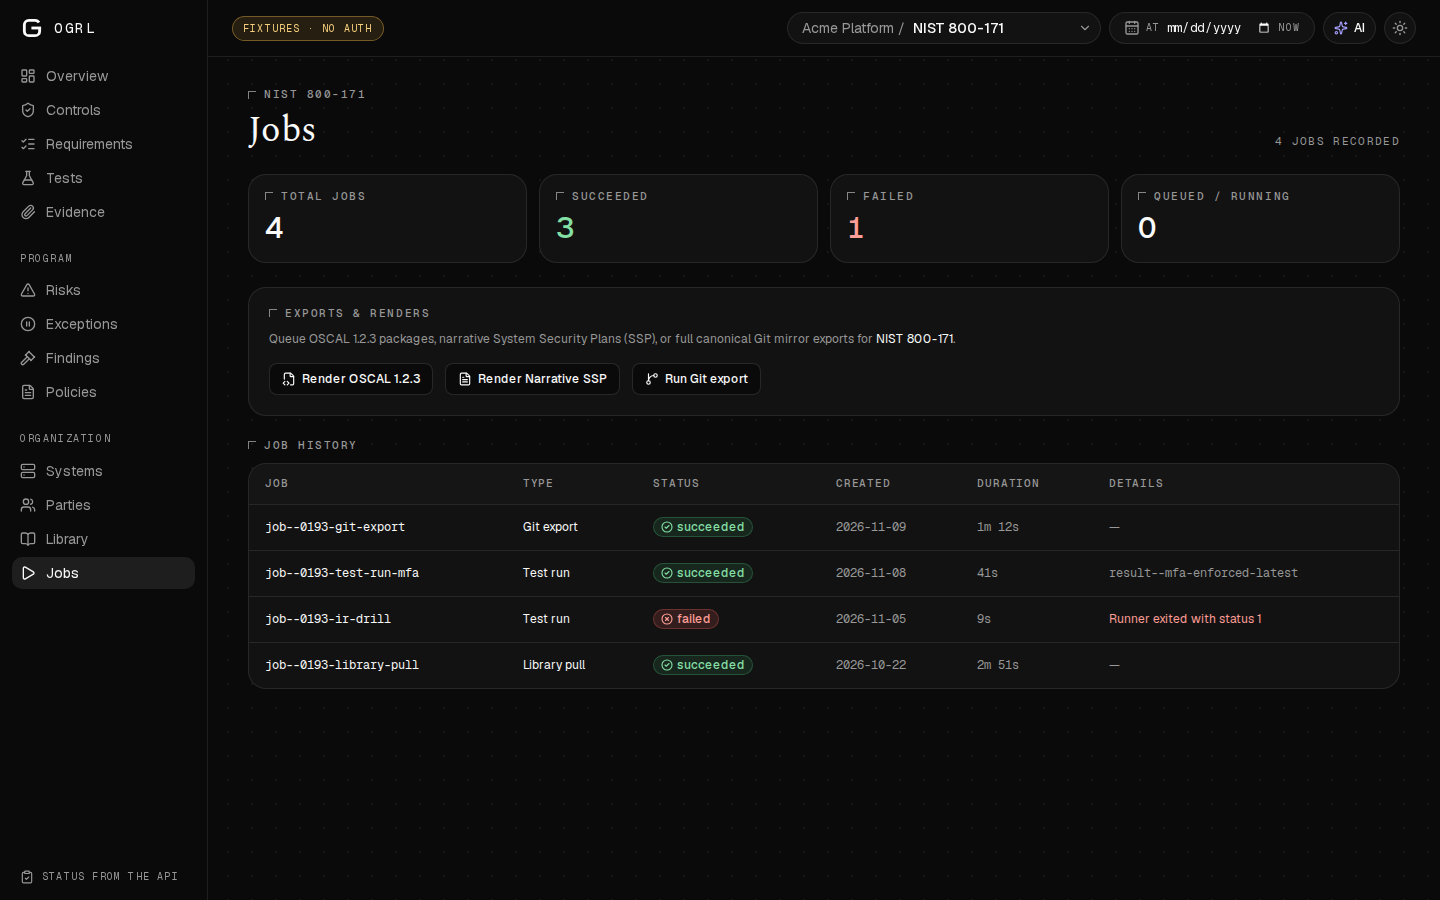 OGRL
FIXTURES · NO AUTH
Acme Platform / NIST 800-171
AT mm/dd/yyyy NOW
AI
Overview
Controls
Requirements
Tests
Evidence
PROGRAM
Risks
Exceptions
Findings
Policies
ORGANIZATION
Systems
Parties
Library
Jobs
STATUS FROM THE API
NIST 800-171
Jobs
4 JOBS RECORDED
TOTAL JOBS
4
SUCCEEDED
3
FAILED
1
QUEUED / RUNNING
0
EXPORTS & RENDERS
Queue OSCAL 1.2.3 packages, narrative System Security Plans (SSP), or full canonical Git mirror exports for NIST 800-171.
Render OSCAL 1.2.3
Render Narrative SSP
Run Git export
JOB HISTORY
JOB TYPE STATUS CREATED DURATION DETAILS
job--0193-git-export Git export succeeded 2026-11-09 1m 12s —
job--0193-test-run-mfa Test run succeeded 2026-11-08 41s result--mfa-enforced-latest
job--0193-ir-drill Test run failed 2026-11-05 9s Runner exited with status 1
job--0193-library-pull Library pull succeeded 2026-10-22 2m 51s —